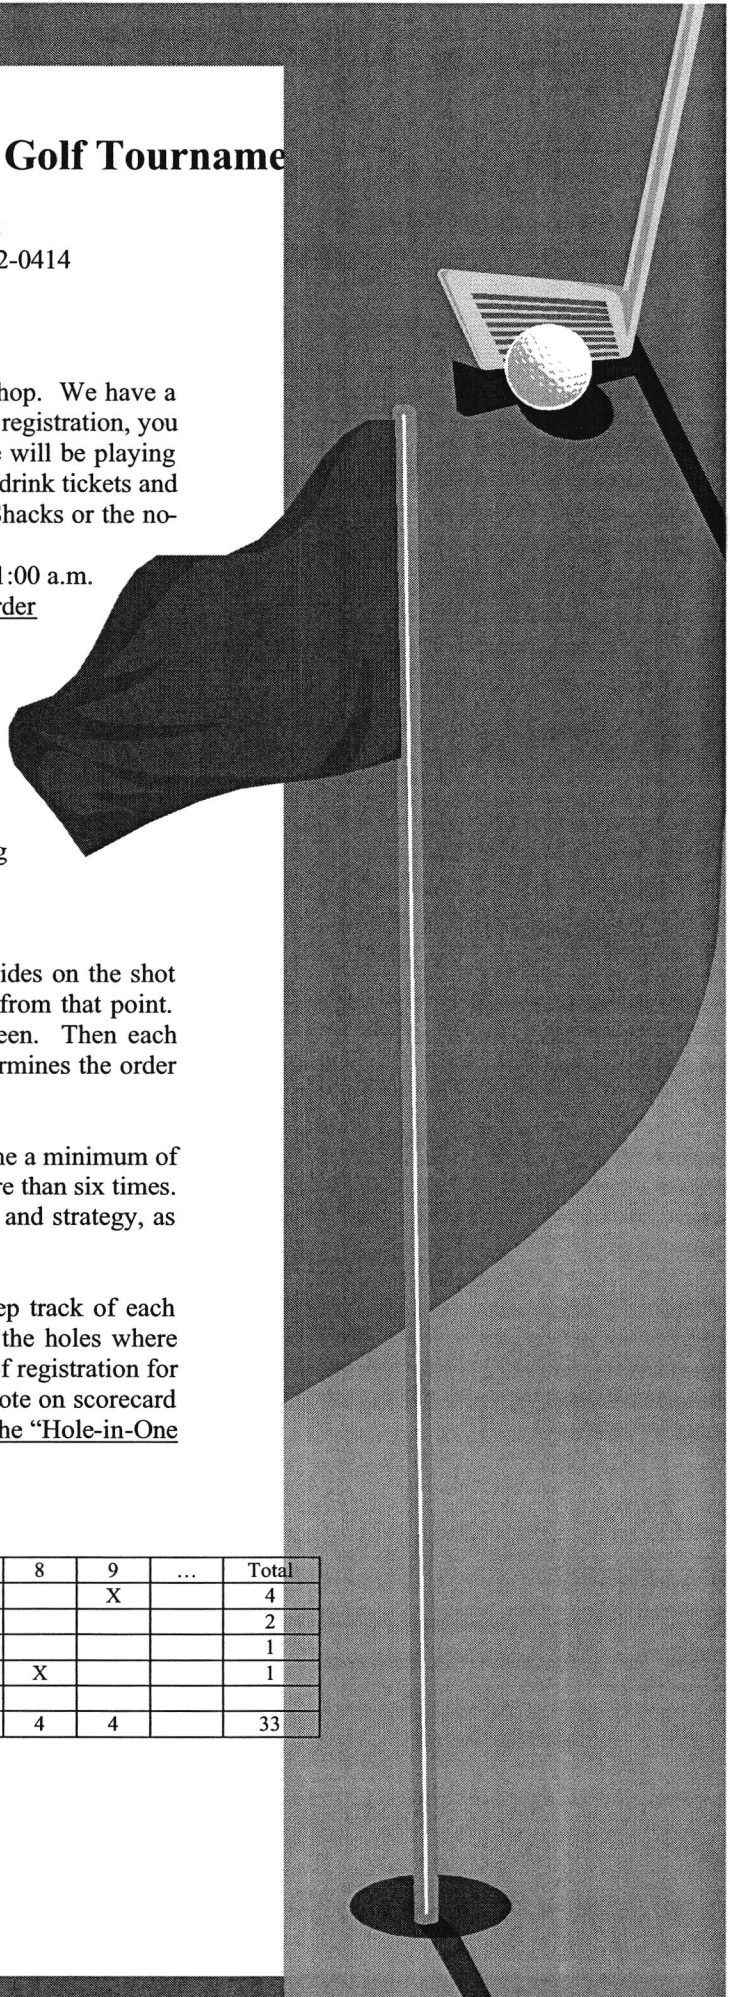 Golf Tourname
2-0414
hop. We have a
registration, you
will be playing
drink tickets and
Shacks or the no-
1:00 a.m.
rder
g
ides on the shot
from that point.
een. Then each
rmines the order
ne a minimum of
re than six times.
and strategy, as
ep track of each
the holes where
of registration for
ote on scorecard
he “Hole-in-One
8 9 ... Total
X 4
2
1
X 1
4 4 33